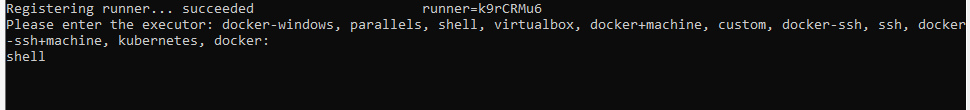 Registering runner... succeeded                     runner=k9rCRMu6
Please enter the executor: docker-windows, parallels, shell, virtualbox, docker+machine, custom, docker-ssh, ssh, docker
-ssh+machine, kubernetes, docker:
shell